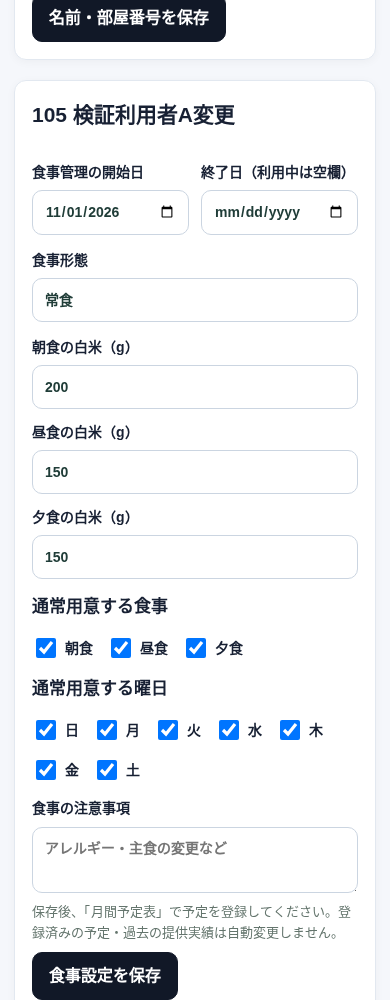 名前・部屋番号を保存
105 検証利用者A変更
食事管理の開始日 終了日（利用中は空欄）
11/01/2026 mm/dd/yyyy
食事形態
常食
朝食の白米（g）
200
昼食の白米（g）
150
夕食の白米（g）
150
通常用意する食事
朝食 昼食 夕食
通常用意する曜日
日 月 火 水 木
金 土
食事の注意事項
アレルギー・主食の変更など
保存後、「月間予定表」で予定を登録してください。登
録済みの予定・過去の提供実績は自動変更しません。
食事設定を保存